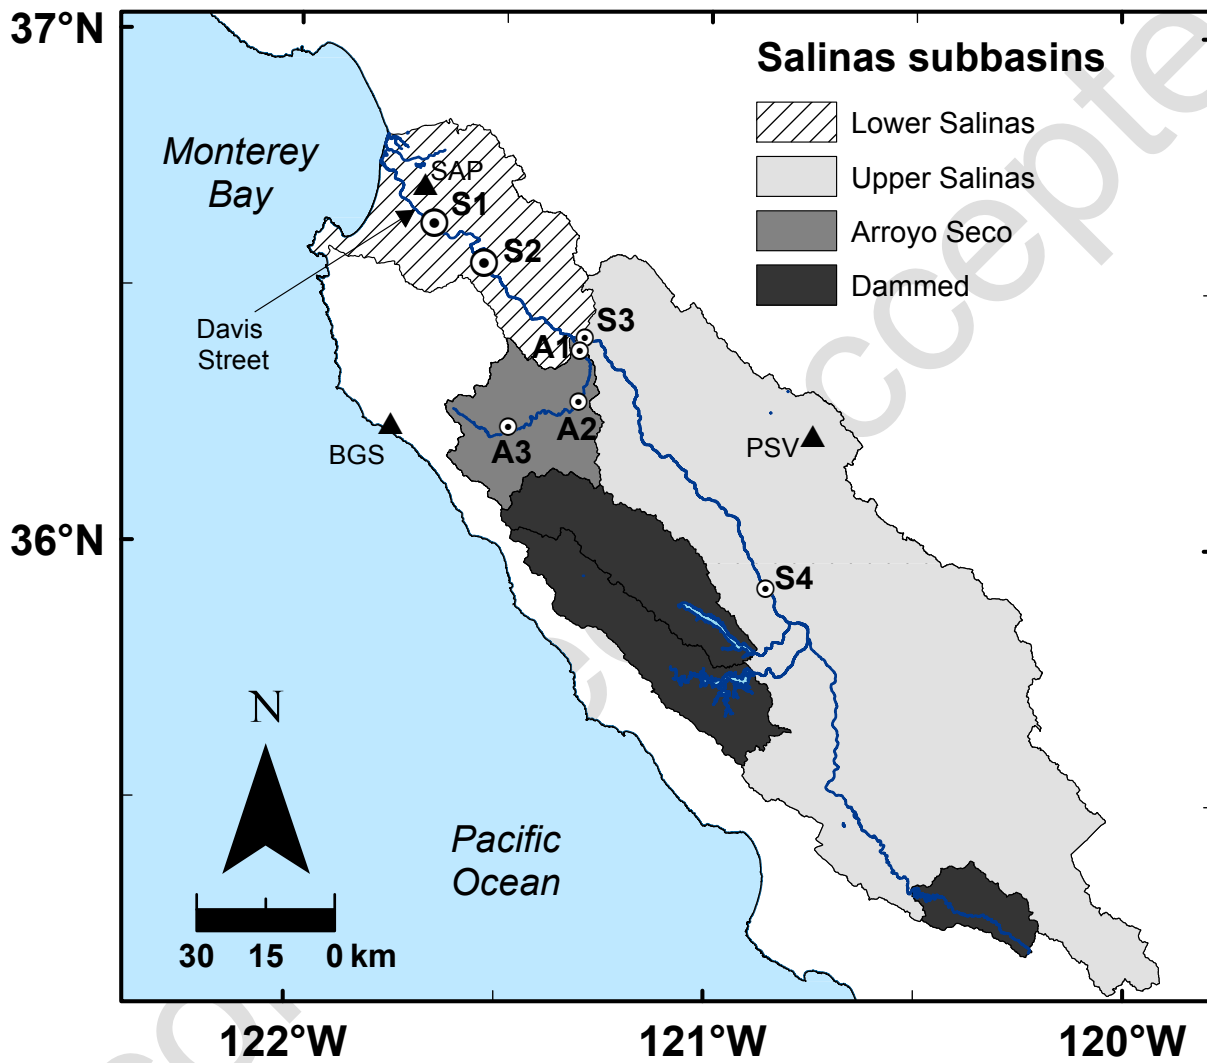 37°N
Salinas subbasins
Lower Salinas
Upper Salinas
Arroyo Seco
Dammed
Monterey
Bay
SAP
S1
S2
Davis
Street
S3
A1
A2
A3
BGS
PSV
36°N
S4
N
Pacific
Ocean
30 15 0 km
122°W 121°W 120°W